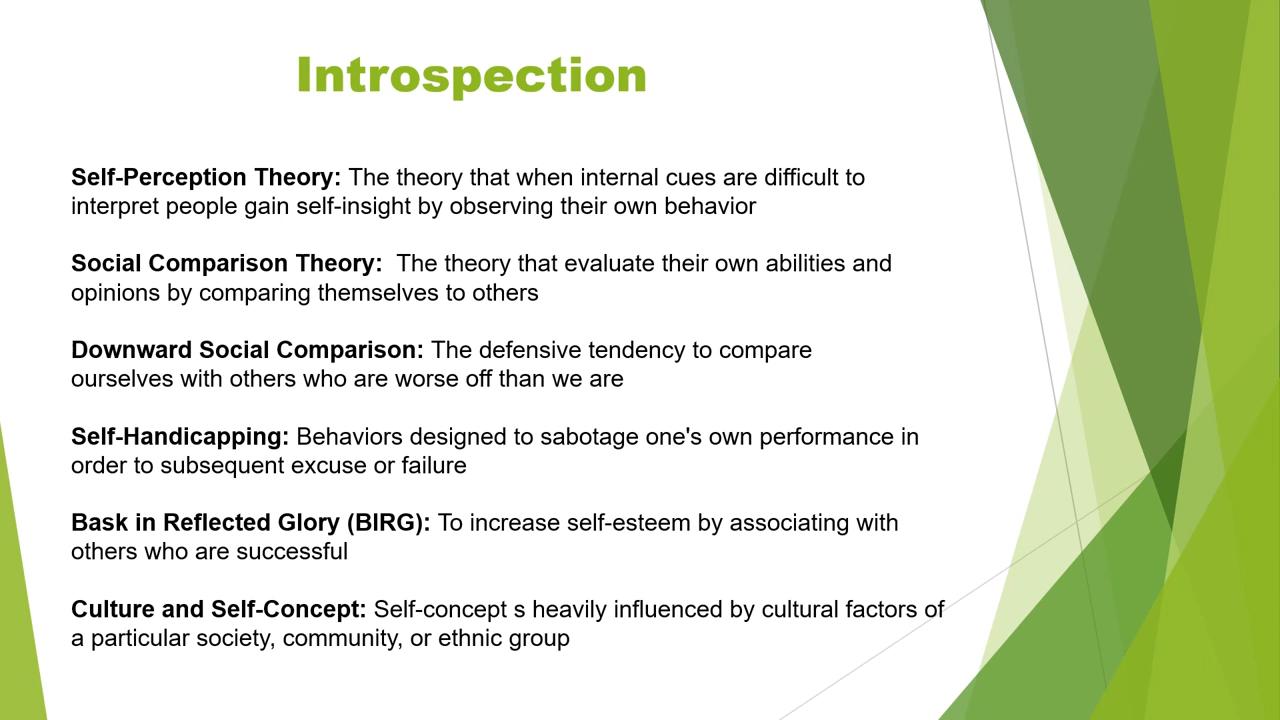 Introspection
Self-Perception Theory: The theory that when internal cues are difficult to
interpret people gain self-insight by observing their own behavior
Social Comparison Theory:  The theory that evaluate their own abilities and
opinions by comparing themselves to others
Downward Social Comparison: The defensive tendency to compare
ourselves with others who are worse off than we are
Self-Handicapping: Behaviors designed to sabotage one's own performance in
order to subsequent excuse or failure
Bask in Reflected Glory (BIRG): To increase self-esteem by associating with
others who are successful
Culture and Self-Concept: Self-concept s heavily influenced by cultural factors of
a particular society, community, or ethnic group